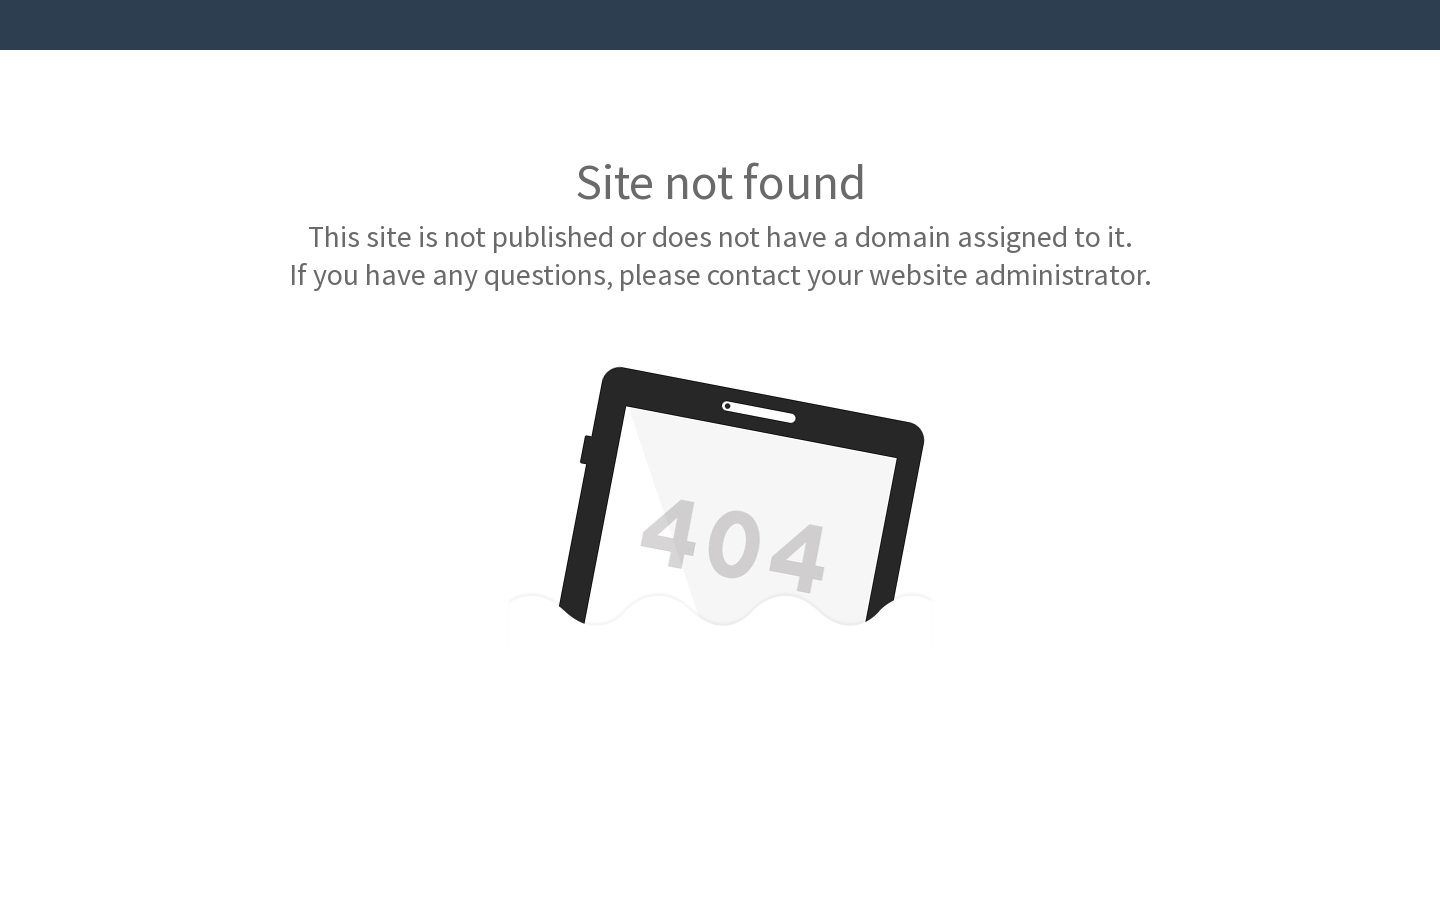 Site not found
This site is not published or does not have a domain assigned to it.
If you have any questions, please contact your website administrator.
404